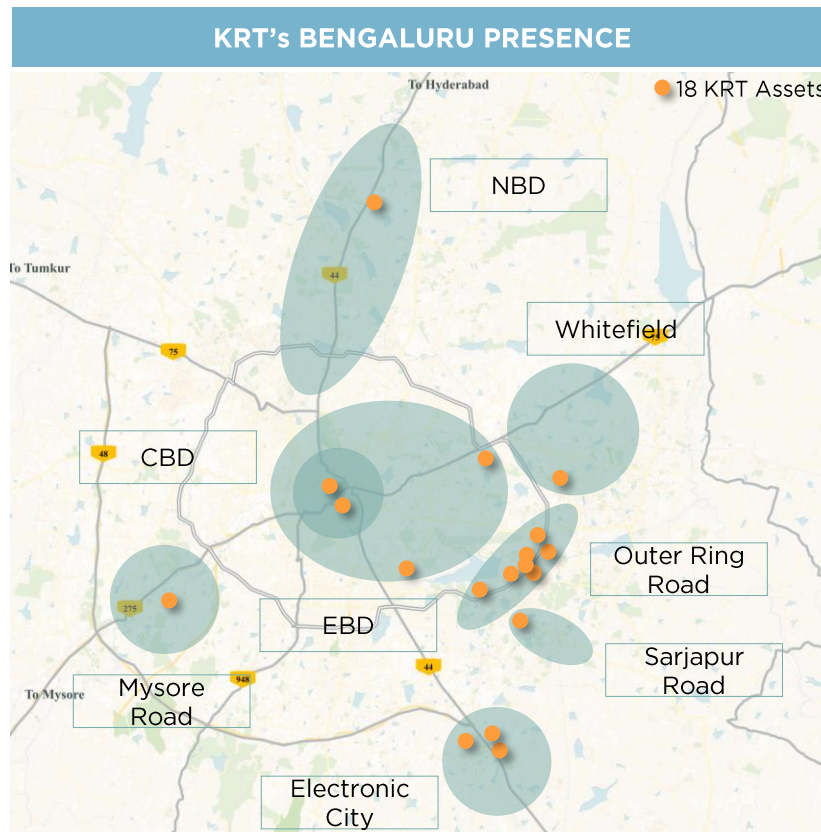 KRT's BENGALURU PRESENCE
To Hyderabad
18 KRT Assets
NBD
To Tumkur
44
Whitefield
75
75
CBD
48
Outer Ring
Road
275
EBD
Sarjapur
Road
44
948
Mysore
Road
To Mysore
Electronic
City